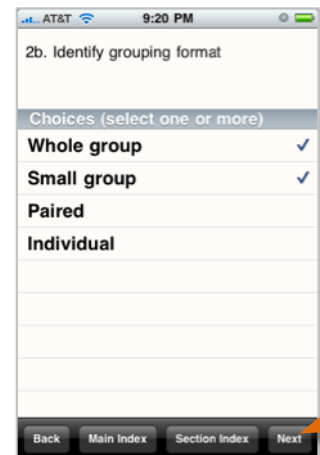 AT&T 9:20 PM
2b. Identify grouping format
Choices (select one or more)
Whole group
Small group
Paired
Individual
Back Main Index Section Index Next